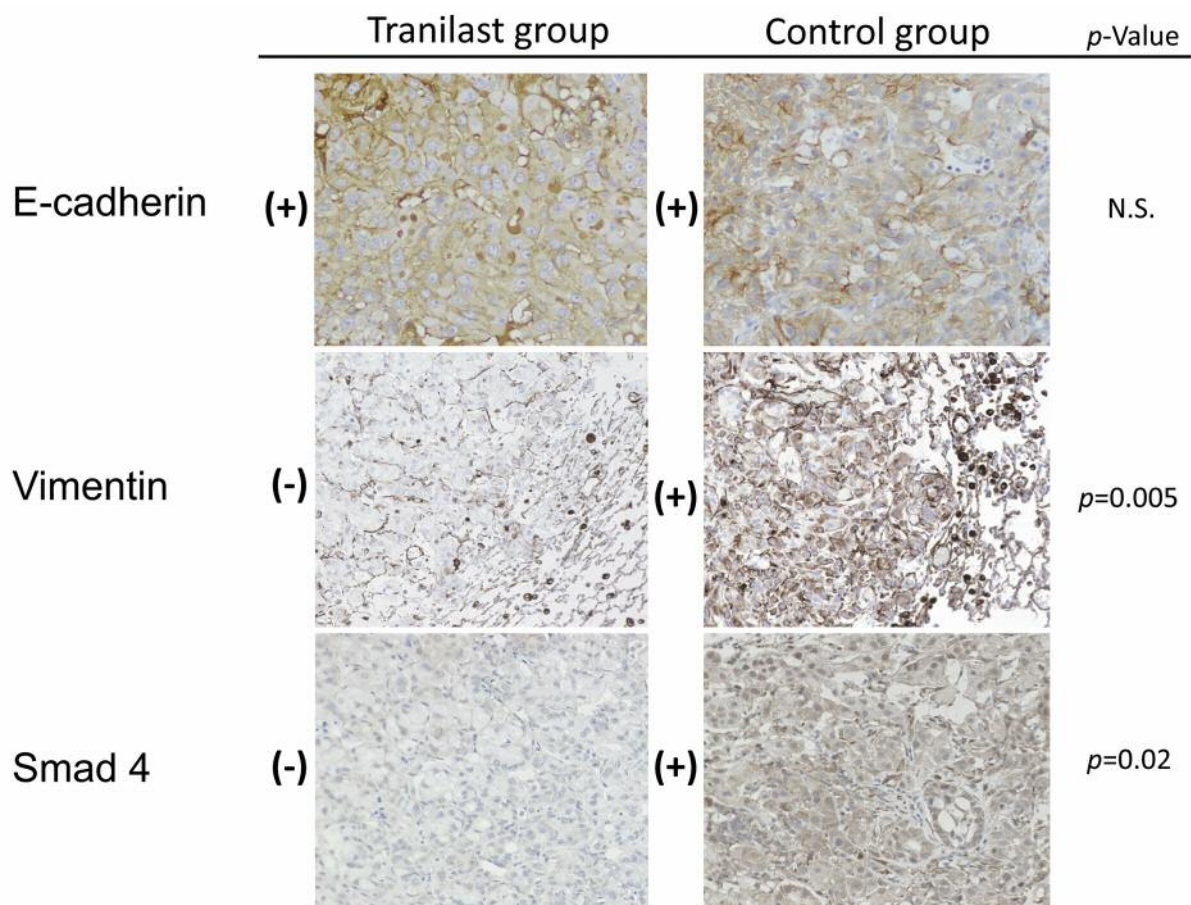 Tranilast group Control group p-Value
E-cadherin (+) (+) N.S.
Vimentin (-) (+) p=0.005
Smad 4 (-) (+) p=0.02